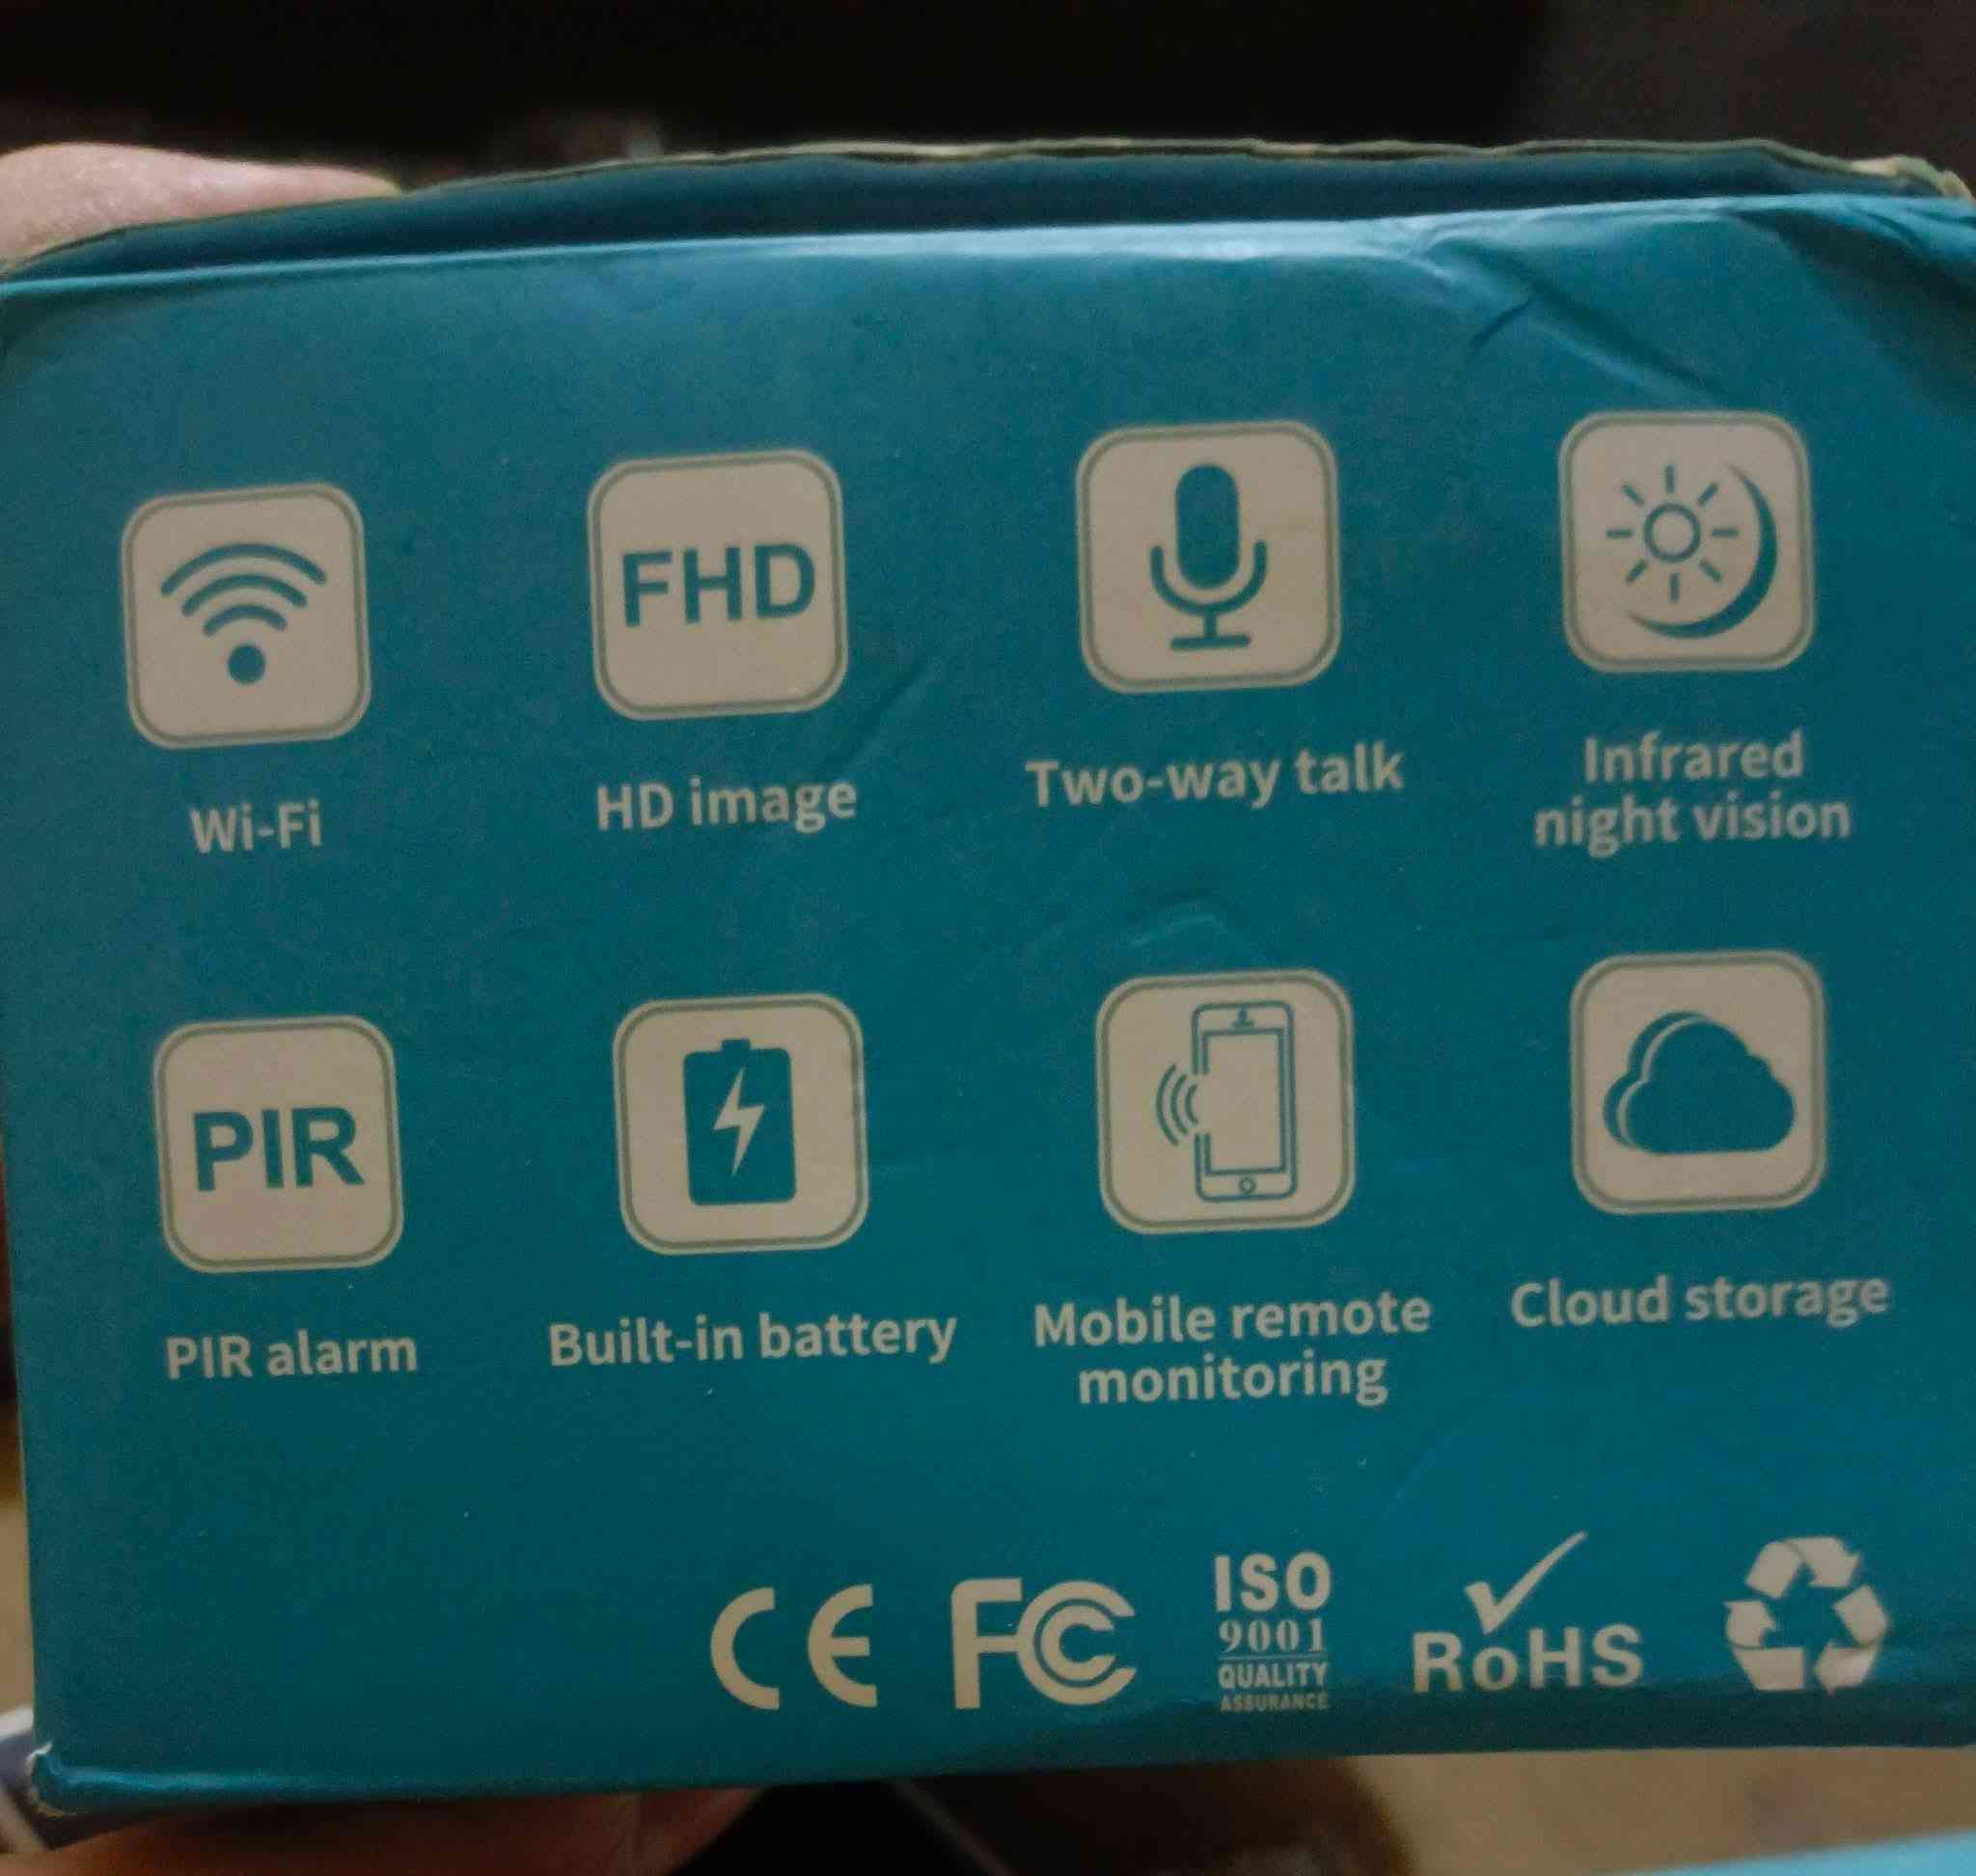 FHD
Wi-Fi
HD image
Two-way talk
Infrared
night vision
PIR
PIR alarm
Built-in battery
Mobile remote
monitoring
Cloud storage
CE
FC
ISO
9001
QUALITY
ASSURANCE
RoHS